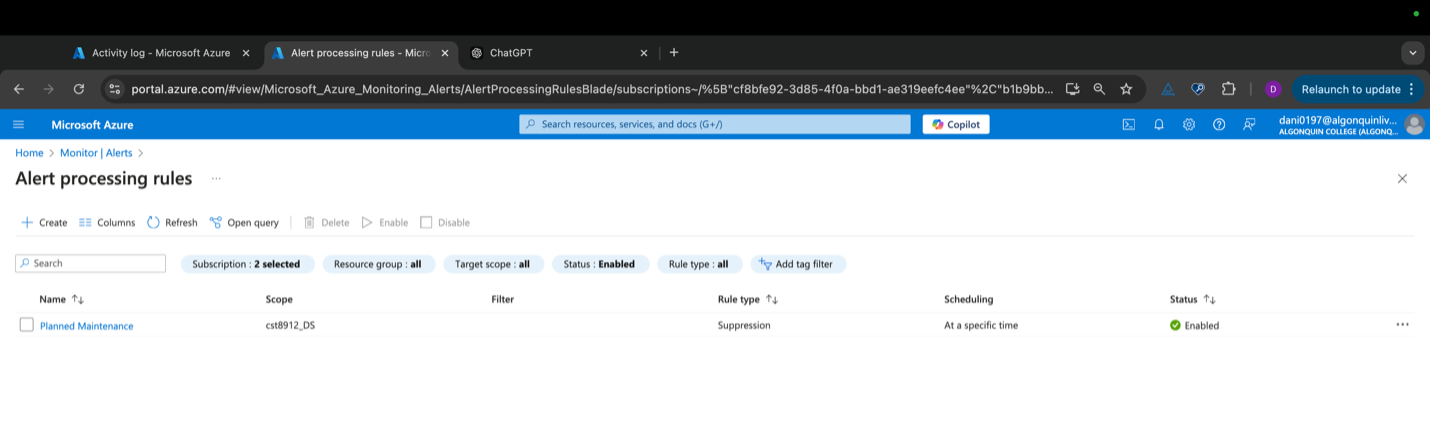 Activity log - Microsoft Azure
Alert processing rules - Micro
ChatGPT
portal.azure.com/#view/Microsoft_Azure_Monitoring_Alerts/AlertProcessingRulesBlade/subscriptions~/%5B"cf8bfe92-3d85-4f0a-bbd1-ae319eefc4ee"%2C"b1b9bb...
D
Relaunch to update
Microsoft Azure
Search resources, services, and docs (G+/)
Copilot
dani0197@algonquinliv...
ALGONQUIN COLLEGE (ALGONQ...
Home > Monitor | Alerts >
Alert processing rules ...
Create Columns Refresh Open query Delete Enable Disable
Search Subscription : 2 selected Resource group : all Target scope : all Status : Enabled Rule type : all Add tag filter
Name Scope Filter Rule type Scheduling Status
Planned Maintenance cst8912_DS Suppression At a specific time Enabled ...